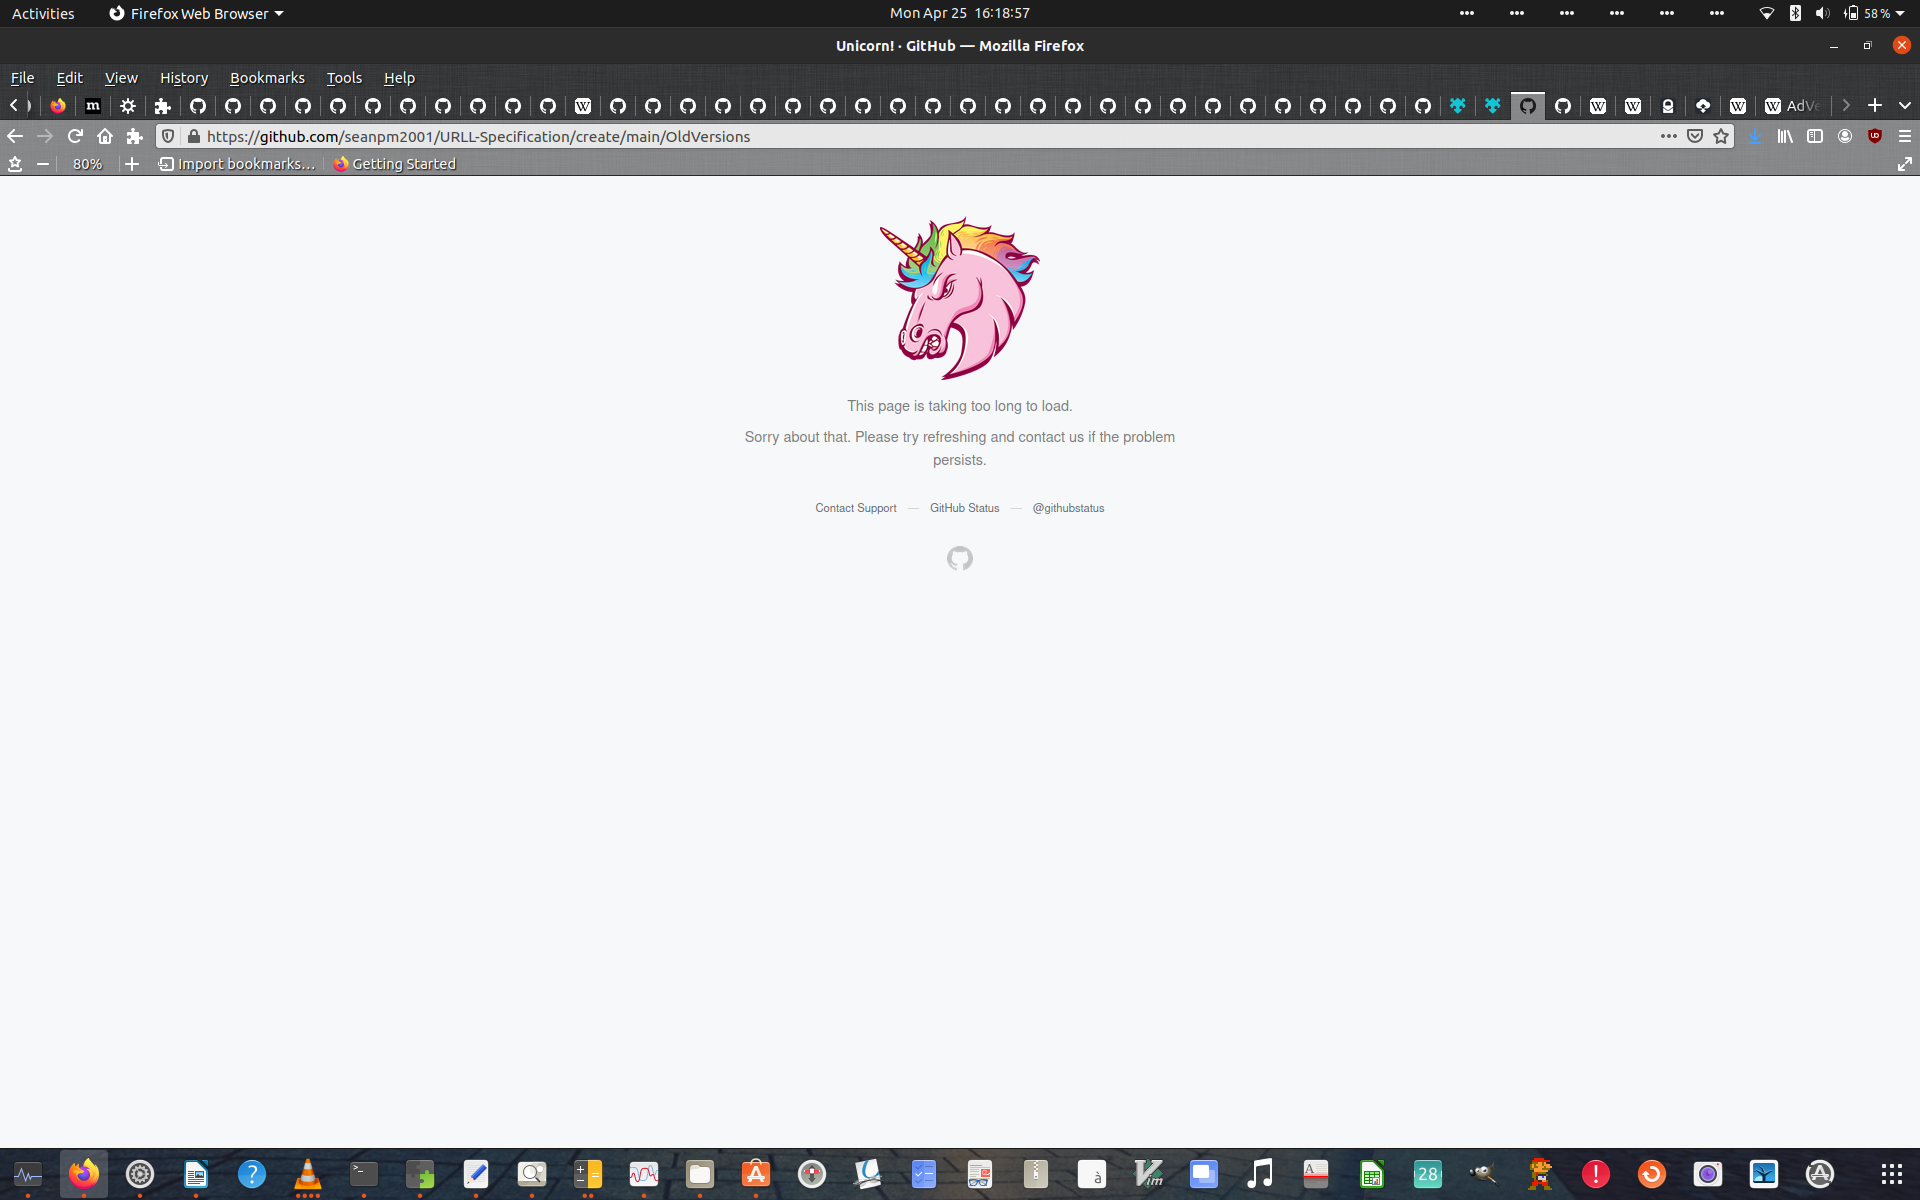 Activities
Firefox Web Browser
Mon Apr 25 16:18:57
58 %
Unicorn! · GitHub — Mozilla Firefox
File Edit View History Bookmarks Tools Help
m
W
W
W
W
W AdVe
https://github.com/seanpm2001/URLL-Specification/create/main/OldVersions
80%
Import bookmarks...
Getting Started
This page is taking too long to load.
Sorry about that. Please try refreshing and contact us if the problem
persists.
Contact Support — GitHub Status — @githubstatus
28